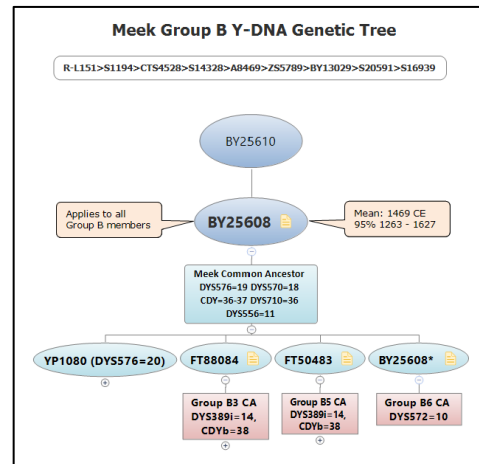 Meek Group B Y-DNA Genetic Tree
R-L151>S1194>CTS4528>S14328>A8469>ZS5789>BY13029>S20591>S16939
BY25610
Applies to all
Group B members
BY25608
Mean: 1469 CE
95% 1263 - 1627
Meek Common Ancestor
DYS576=19 DYS570=18
CDY=36-37 DYS710=36
DYS556=11
YP1080 (DYS576=20)
FT88084
FT50483
BY25608*
Group B3 CA
DYS389i=14,
CDYb=38
Group B5 CA
DYS389i=14,
CDYb=38
Group B6 CA
DYS572=10